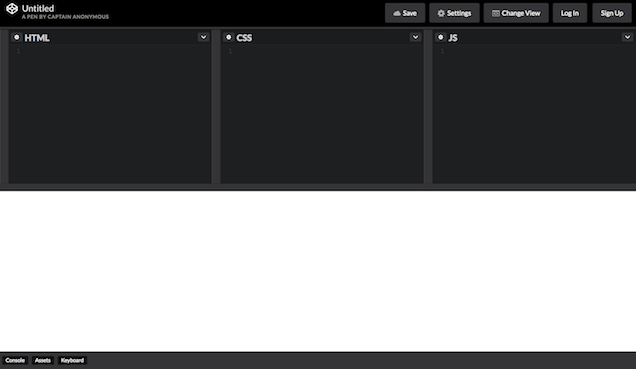 Untitled
A PEN BY CAPTAIN ANONYMOUS
Save
Settings
Change View
Log In
Sign Up
HTML
CSS
JS
1
1
1
Console
Assets
Keyboard